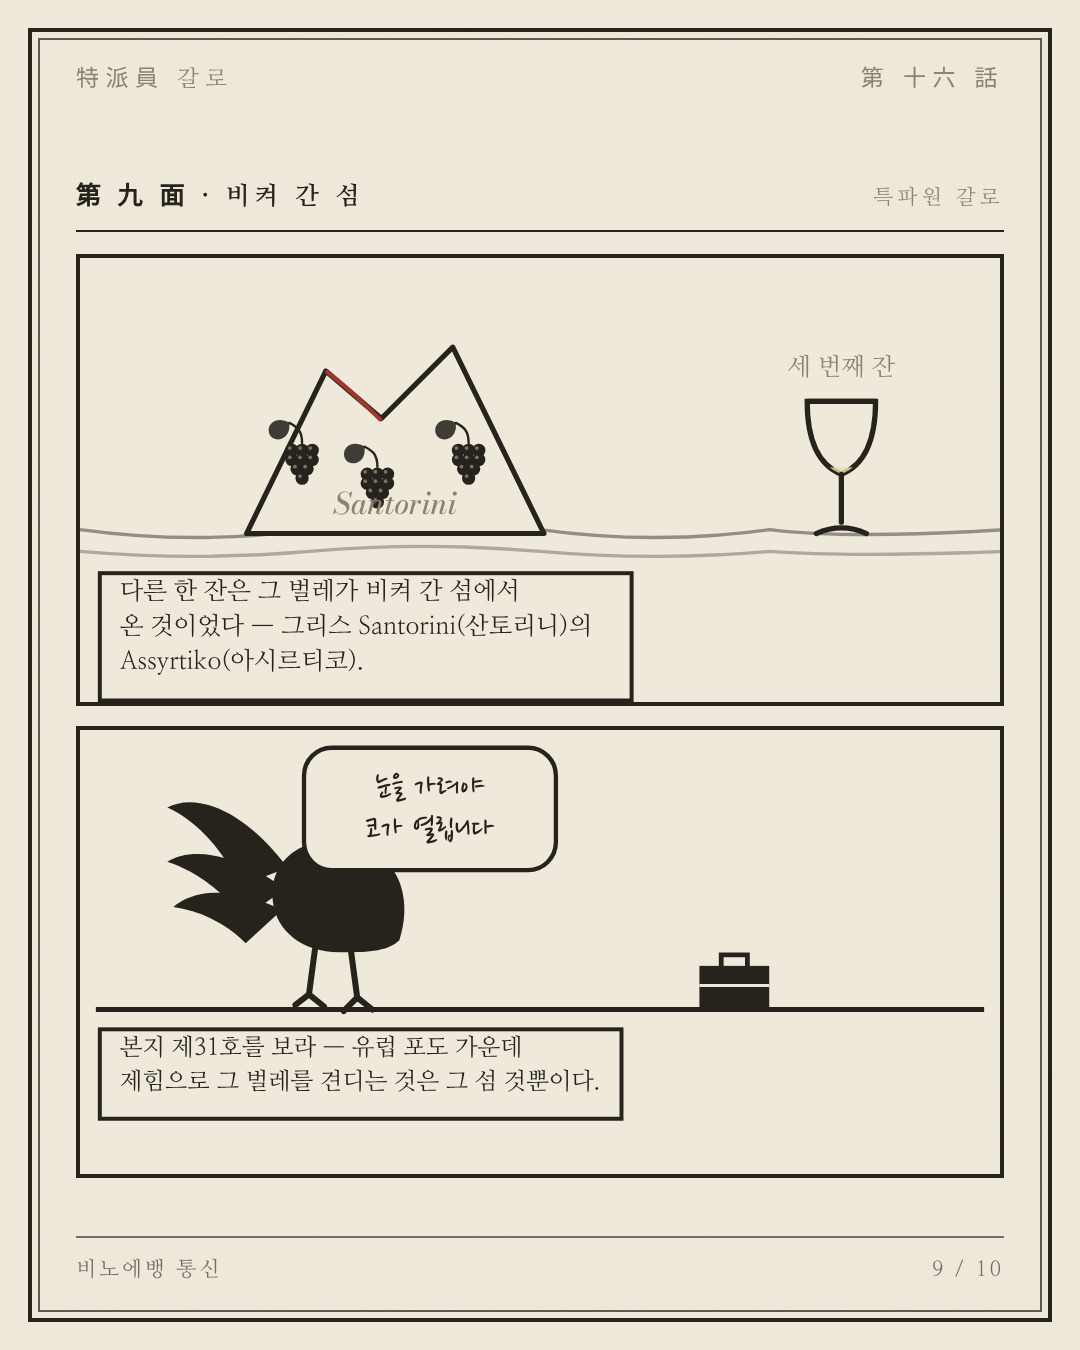 特派員 갈로
第 十六 話
第 九 面 · 비켜 간 섬
특파원 갈로
세 번째 잔
Santorini
다른 한 잔은 그 벌레가 비켜 간 섬에서
온 것이었다 — 그리스 Santorini(산토리니)의
Assyrtiko(아시르티코).
눈을 가려야
코가 열립니다
본지 제31호를 보라 — 유럽 포도 가운데
제힘으로 그 벌레를 견디는 것은 그 섬 것뿐이다.
비노에뱅 통신
9 / 10